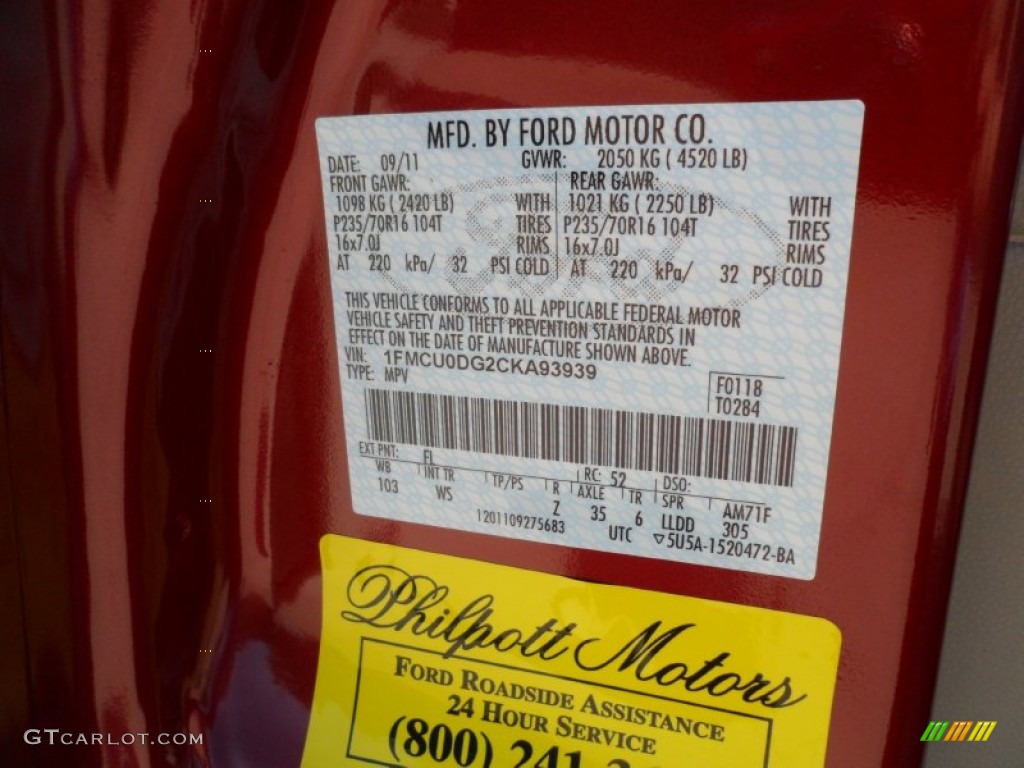 MFD. BY FORD MOTOR CO.
DATE: 09/11 GVWR: 2050 KG ( 4520 LB)
FRONT GAWR: REAR GAWR:
1098 KG ( 2420 LB) WITH 1021 KG ( 2250 LB) WITH
P235/70R16 104T TIRES P235/70R16 104T TIRES
16x7.0J RIMS 16x7.0J RIMS
AT 220 kPa/ 32 PSI COLD AT 220 kPa/ 32 PSI COLD
Ford
THIS VEHICLE CONFORMS TO ALL APPLICABLE FEDERAL MOTOR
VEHICLE SAFETY AND THEFT PREVENTION STANDARDS IN
EFFECT ON THE DATE OF MANUFACTURE SHOWN ABOVE.
VIN: 1FMCU0DG2CKA93939
TYPE: MPV
F0118
T0284
EXT PNT: FL RC: 52 DSO:
WB INT TR TP/PS R AXLE TR SPR AM71F
103 WS Z 35 6 LLDD 305
1201109275683 UTC ▽5U5A-1520472-BA
Philpott Motors
FORD ROADSIDE ASSISTANCE
24 HOUR SERVICE
(800) 241
GTCARLOT.COM